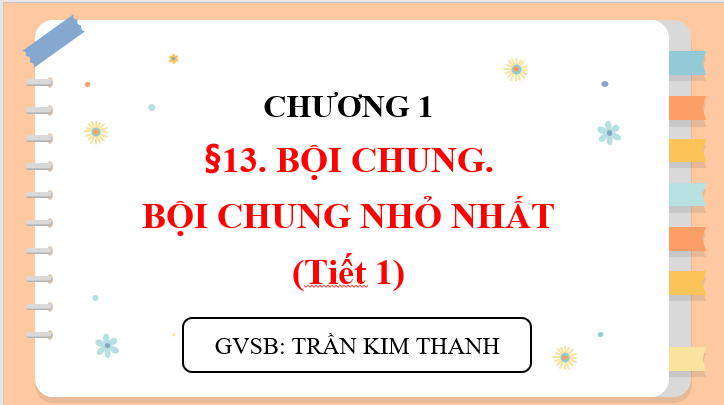 CHƯƠNG 1
§13. BỘI CHUNG.
BỘI CHUNG NHỎ NHẤT
(Tiết 1)
GVSB: TRẦN KIM THANH